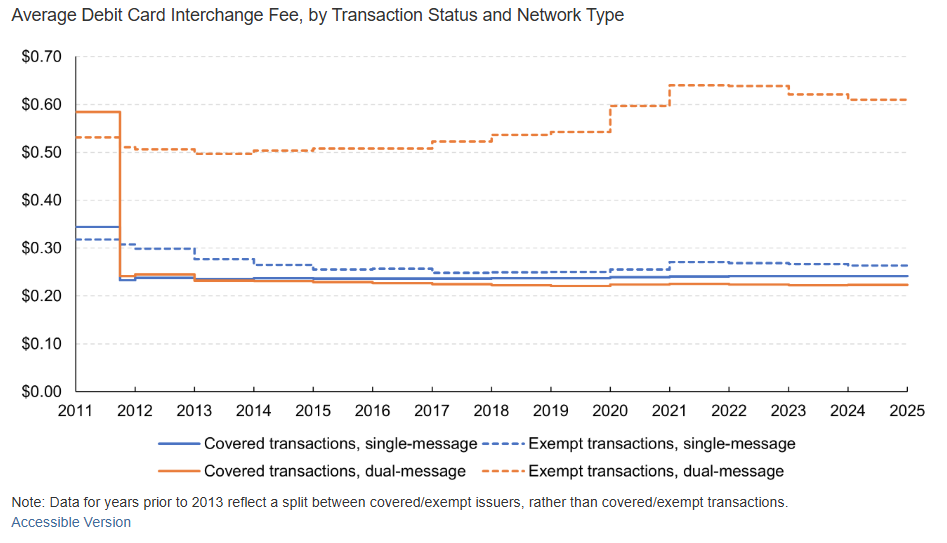 Average Debit Card Interchange Fee, by Transaction Status and Network Type
$0.70
$0.60
$0.50
$0.40
$0.30
$0.20
$0.10
$0.00
2011 2012 2013 2014 2015 2016 2017 2018 2019 2020 2021 2022 2023 2024 2025
Covered transactions, single-message Exempt transactions, single-message
Covered transactions, dual-message Exempt transactions, dual-message
Note: Data for years prior to 2013 reflect a split between covered/exempt issuers, rather than covered/exempt transactions.
Accessible Version